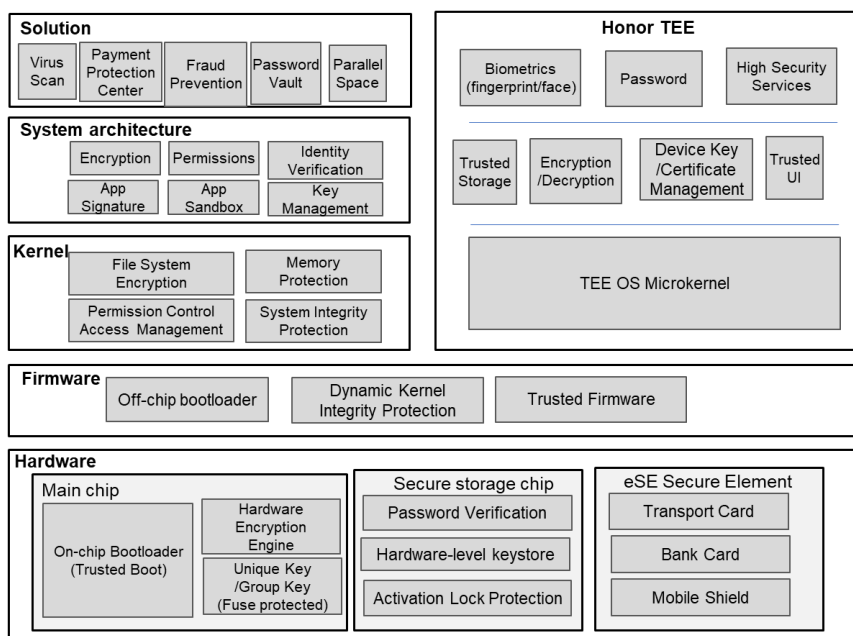 Solution
Virus
Scan
Payment
Protection
Center
Fraud
Prevention
Password
Vault
Parallel
Space
System architecture
Encryption
Permissions
Identity
Verification
App
Signature
App
Sandbox
Key
Management
Kernel
File System
Encryption
Memory
Protection
Permission Control
Access Management
System Integrity
Protection
Honor TEE
Biometrics
(fingerprint/face)
Password
High Security
Services
Trusted
Storage
Encryption
/Decryption
Device Key
/Certificate
Management
Trusted
UI
TEE OS Microkernel
Firmware
Off-chip bootloader
Dynamic Kernel
Integrity Protection
Trusted Firmware
Hardware
Main chip
On-chip Bootloader
(Trusted Boot)
Hardware
Encryption
Engine
Unique Key
/Group Key
(Fuse protected)
Secure storage chip
Password Verification
Hardware-level keystore
Activation Lock Protection
eSE Secure Element
Transport Card
Bank Card
Mobile Shield